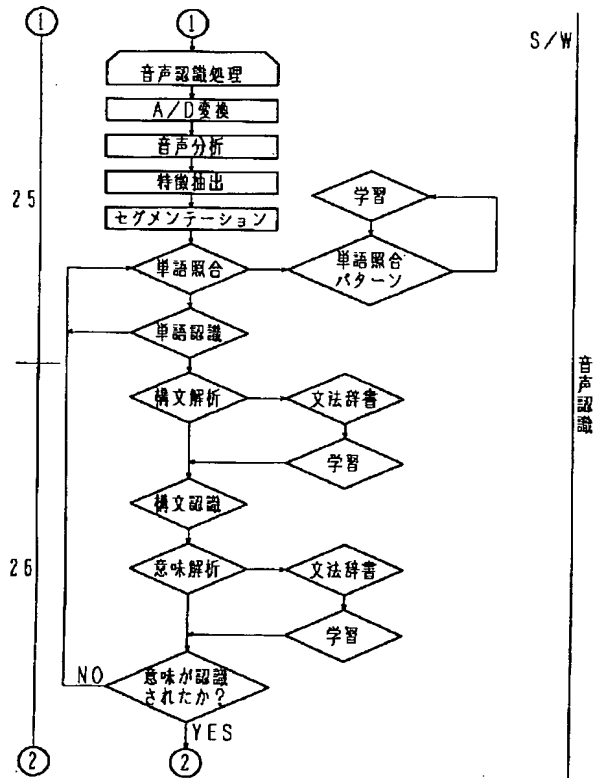 ①
①
S/W
音声認識処理
A/D変換
音声分析
特徴抽出
25
学習
セグメンテーション
単語照合
単語照合
パターン
単語認識
音声認識
構文解析
文法辞書
学習
構文認識
26
意味解析
文法辞書
学習
NO
意味が認識
されたか?
YES
②
②